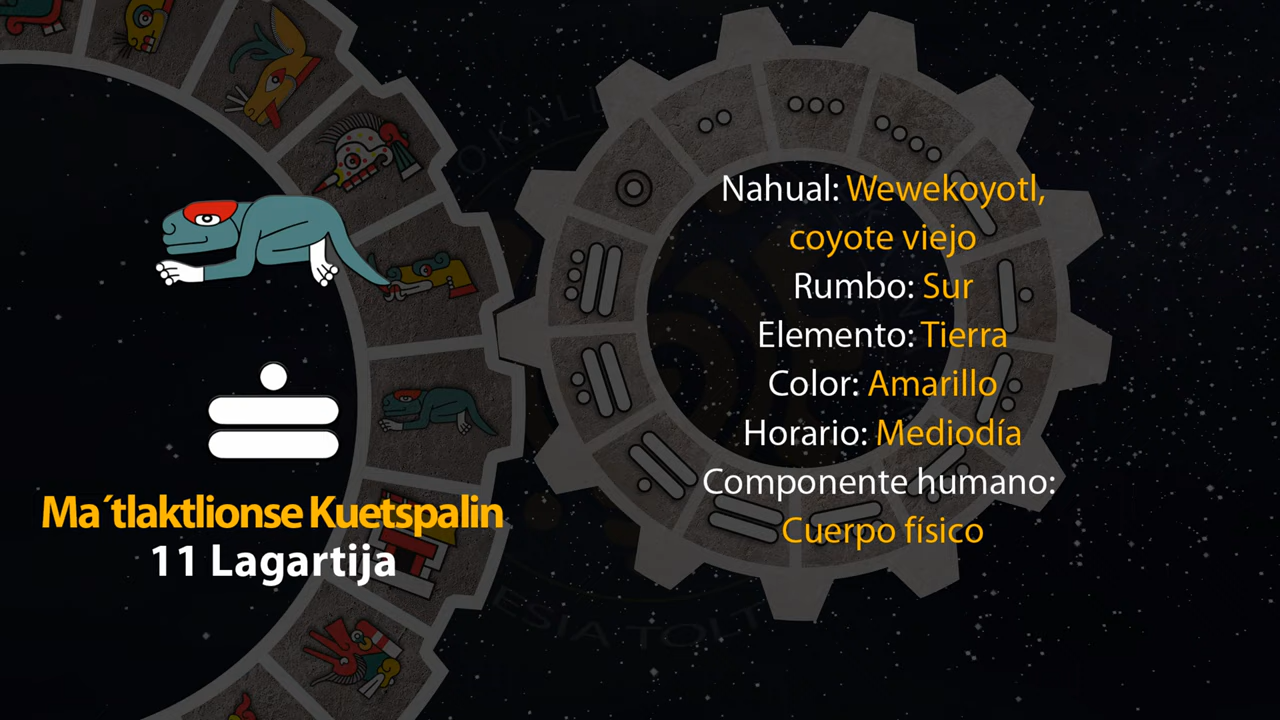 Ma´tlaktlionse Kuetspalin
11 Lagartija
Nahual: Wewekoyotl,
coyote viejo
Rumbo: Sur
Elemento: Tierra
Color: Amarillo
Horario: Mediodía
Componente humano:
Cuerpo físico